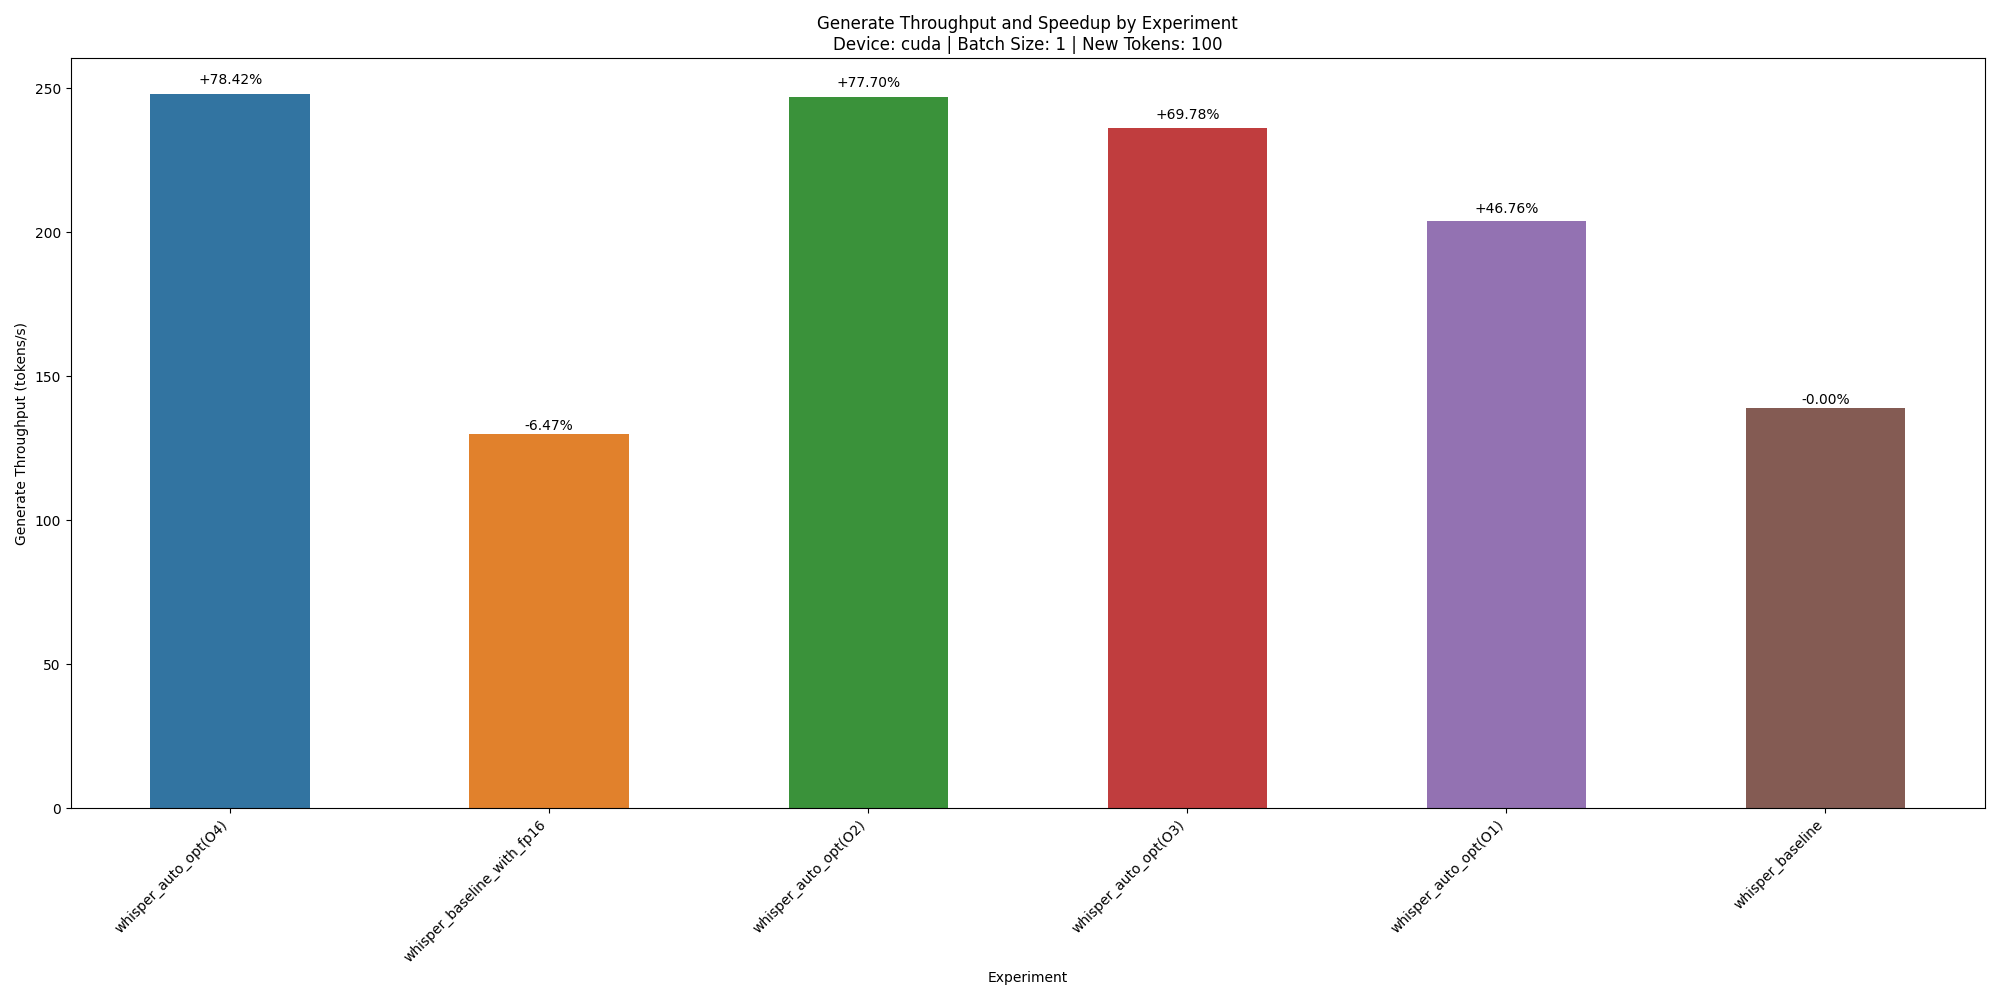 Generate Throughput and Speedup by Experiment
Device: cuda | Batch Size: 1 | New Tokens: 100
Generate Throughput (tokens/s)
250
200
150
100
50
0
+78.42%
-6.47%
+77.70%
+69.78%
+46.76%
-0.00%
whisper_auto_opt(O4)
whisper_baseline_with_fp16
whisper_auto_opt(O2)
whisper_auto_opt(O3)
whisper_auto_opt(O1)
whisper_baseline
Experiment